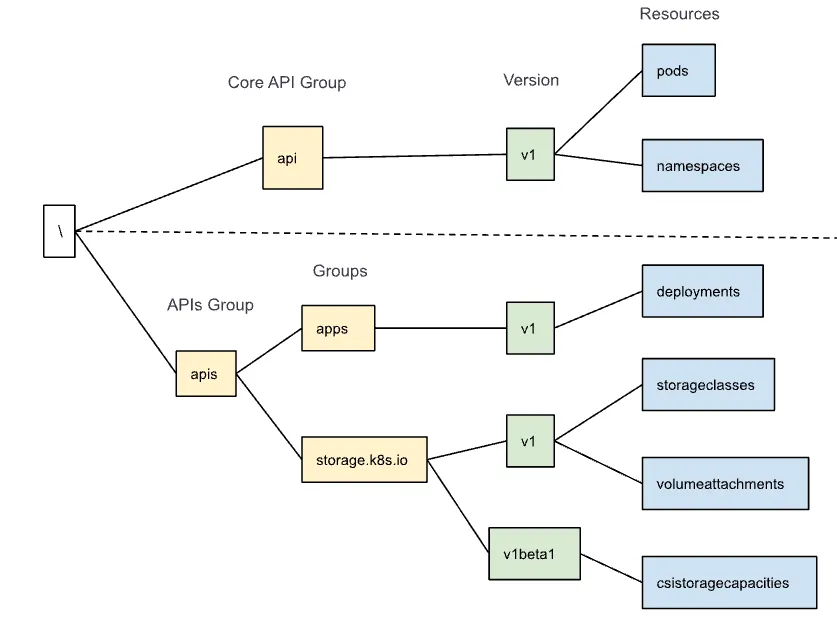 Resources
Core API Group
Version
pods
api
v1
namespaces
\
Groups
APIs Group
deployments
apps
v1
apis
storageclasses
storage.k8s.io
v1
volumeattachments
v1beta1
csistoragecapacities